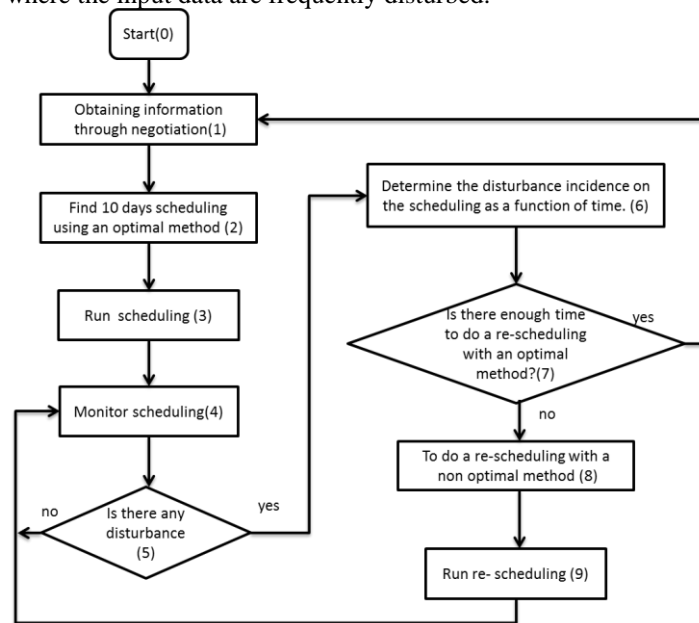 where the input data are frequently disturbed.
Start(0)
Obtaining information
through negotiation(1)
Find 10 days scheduling
using an optimal method (2)
Run scheduling (3)
Monitor scheduling(4)
Is there any
disturbance
(5)
no
yes
Determine the disturbance incidence on
the scheduling as a function of time. (6)
Is there enough time
to do a re-scheduling
with an optimal
method?(7)
yes
no
To do a re-scheduling with a
non optimal method (8)
Run re- scheduling (9)